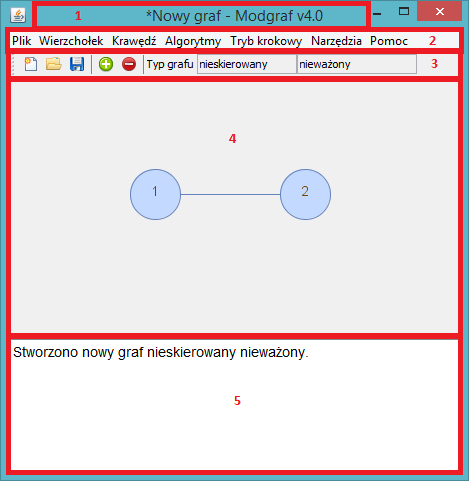 1 *Nowy graf - Modgraf v4.0
Plik Wierzchołek Krawędź Algorytmy Tryb krokowy Narzędzia Pomoc 2
Typ grafu nieskierowany nieważony 3
4
1 2
Stworzono nowy graf nieskierowany nieważony.
5